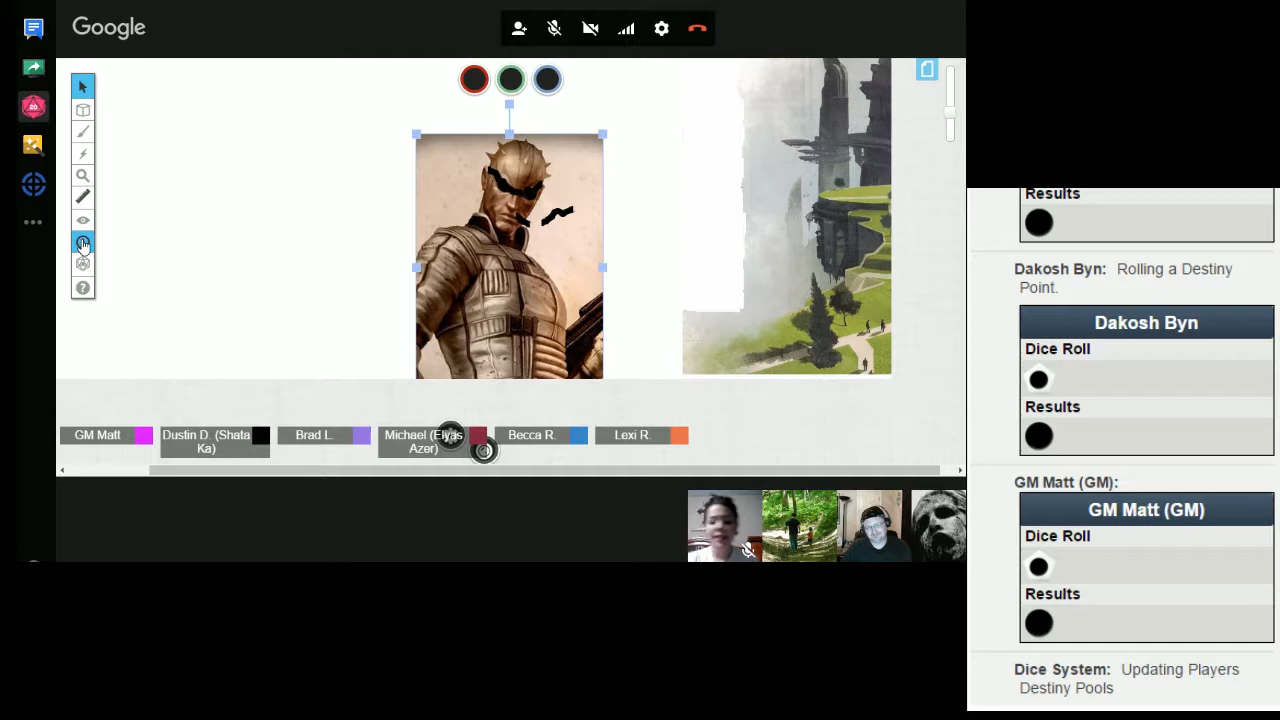 Google
20
?
GM Matt
Dustin D. (Shata
Ka)
Brad L.
Michael (Elyas
Azer)
Becca R.
Lexi R.
Results
Dakosh Byn: Rolling a Destiny
Point.
Dakosh Byn
Dice Roll
Results
GM Matt (GM):
GM Matt (GM)
Dice Roll
Results
Dice System: Updating Players
Destiny Pools